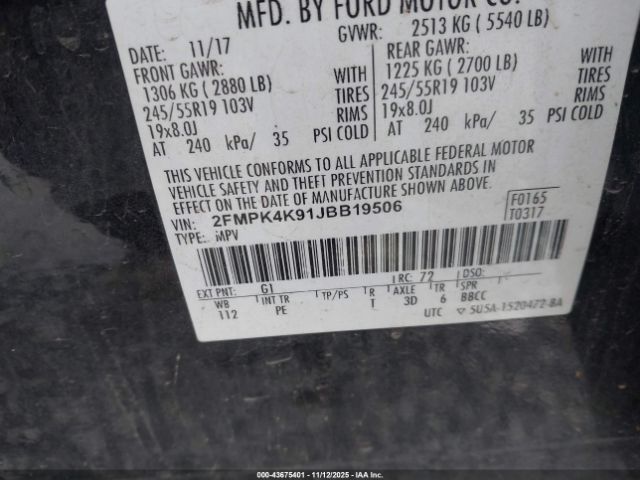 MFD. BY FORD MOTOR CO.
DATE: 11/17 GVWR: 2513 KG ( 5540 LB)
FRONT GAWR: REAR GAWR:
1306 KG ( 2880 LB) WITH 1225 KG ( 2700 LB) WITH
245/55R19 103V TIRES 245/55R19 103V TIRES
19x8.0J RIMS 19x8.0J RIMS
AT 240 kPa/ 35 PSI COLD AT 240 kPa/ 35 PSI COLD
THIS VEHICLE CONFORMS TO ALL APPLICABLE FEDERAL MOTOR
VEHICLE SAFETY AND THEFT PREVENTION STANDARDS IN
EFFECT ON THE DATE OF MANUFACTURE SHOWN ABOVE.
VIN: 2FMPK4K91JBB19506 F0165
TYPE: MPV T0317
EXT PNT: G1 RC: 72 DSO:
WB INT TR TP/PS R AXLE TR SPR
112 PE T 3D 6 BBCC
UTC 5U5A-1520472-BA
000-43675401 - 11/12/2025 - IAAI.COM